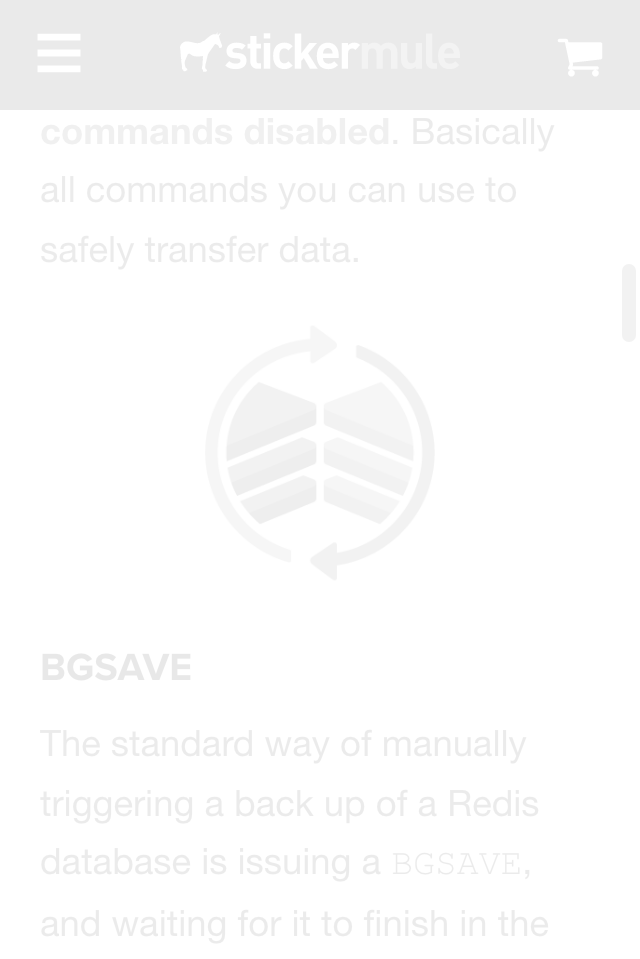 stickermule
commands disabled. Basically
all commands you can use to
safely transfer data.
BGSAVE
The standard way of manually
triggering a back up of a Redis
database is issuing a BGSAVE,
and waiting for it to finish in the